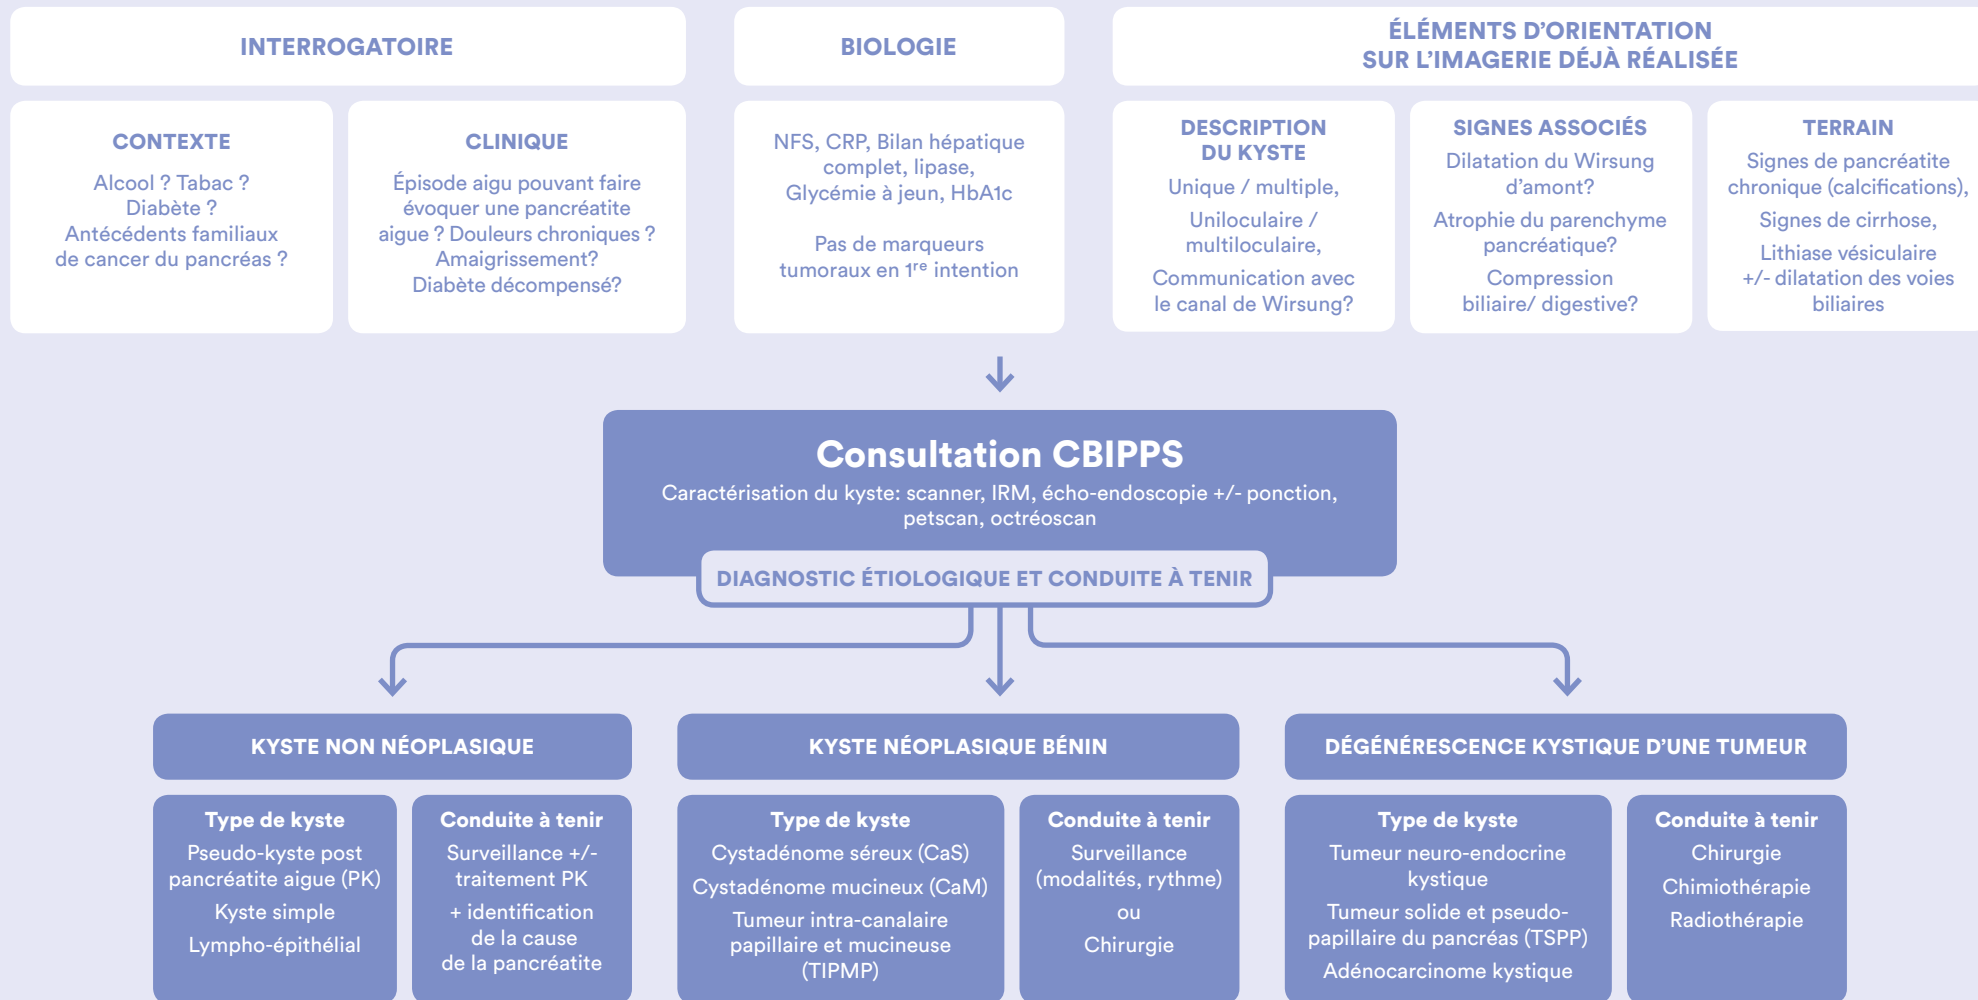 INTERROGATOIRE
CONTEXTE
Alcool ? Tabac ?
Diabète ?
Antécédents familiaux
de cancer du pancréas ?
CLINIQUE
Épisode aigu pouvant faire
évoquer une pancréatite
aigue ? Douleurs chroniques ?
Amaigrissement?
Diabète décompensé?
BIOLOGIE
NFS, CRP, Bilan hépatique
complet, lipase,
Glycémie à jeun, HbA1c
Pas de marqueurs
tumoraux en 1re intention
ÉLÉMENTS D'ORIENTATION
SUR L'IMAGERIE DÉJÀ RÉALISÉE
DESCRIPTION
DU KYSTE
Unique / multiple,
Uniloculaire /
multiloculaire,
Communication avec
le canal de Wirsung?
SIGNES ASSOCIÉS
Dilatation du Wirsung
d'amont?
Atrophie du parenchyme
pancréatique?
Compression
biliaire/ digestive?
TERRAIN
Signes de pancréatite
chronique (calcifications),
Signes de cirrhose,
Lithiase vésiculaire
+/- dilatation des voies
biliaires
Consultation CBIPPS
Caractérisation du kyste: scanner, IRM, écho-endoscopie +/- ponction,
petscan, octréoscan
DIAGNOSTIC ÉTIOLOGIQUE ET CONDUITE À TENIR
KYSTE NON NÉOPLASIQUE
Type de kyste
Pseudo-kyste post
pancréatite aigue (PK)
Kyste simple
Lympho-épithélial
Conduite à tenir
Surveillance +/-
traitement PK
+ identification
de la cause
de la pancréatite
KYSTE NÉOPLASIQUE BÉNIN
Type de kyste
Cystadénome séreux (CaS)
Cystadénome mucineux (CaM)
Tumeur intra-canalaire
papillaire et mucineuse
(TIPMP)
Conduite à tenir
Surveillance
(modalités, rythme)
ou
Chirurgie
DÉGÉNÉRESCENCE KYSTIQUE D'UNE TUMEUR
Type de kyste
Tumeur neuro-endocrine
kystique
Tumeur solide et pseudo-
papillaire du pancréas (TSPP)
Adénocarcinome kystique
Conduite à tenir
Chirurgie
Chimiothérapie
Radiothérapie